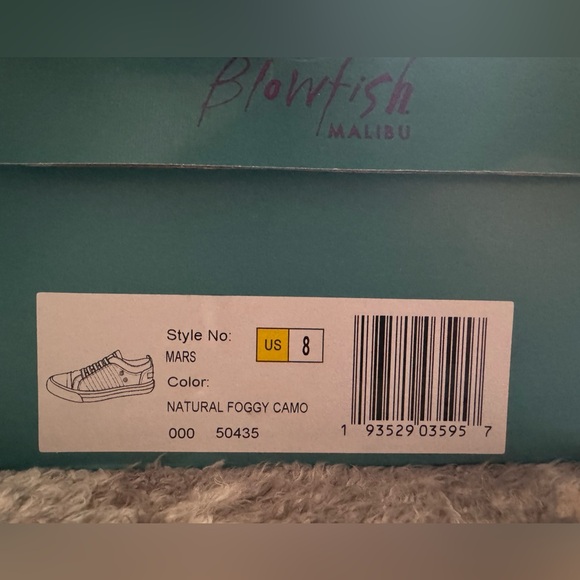 Blowfish
MALIBU
Style No:
MARS
US 8
Color:
NATURAL FOGGY CAMO
000 50435
1 93529 03595 7